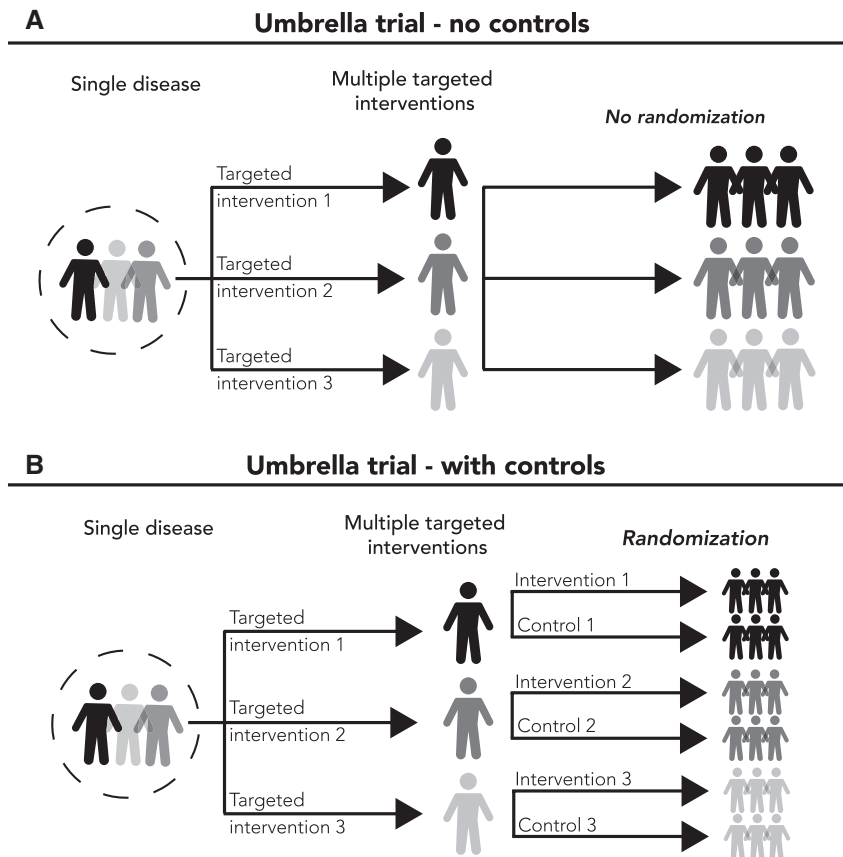 A
Umbrella trial - no controls
Single disease
Multiple targeted
interventions
No randomization
Targeted
intervention 1
Targeted
intervention 2
Targeted
intervention 3
B
Umbrella trial - with controls
Single disease
Multiple targeted
interventions
Randomization
Targeted
intervention 1
Intervention 1
Control 1
Targeted
intervention 2
Intervention 2
Control 2
Targeted
intervention 3
Intervention 3
Control 3